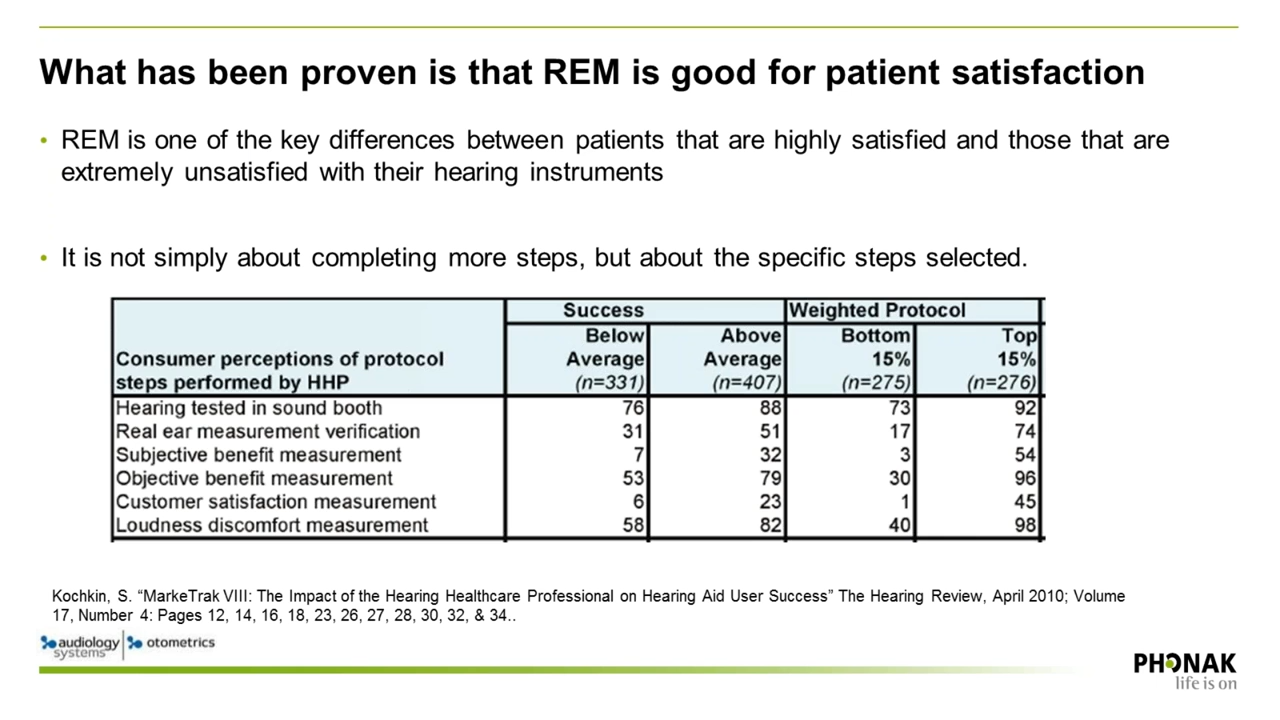 What has been proven is that REM is good for patient satisfaction
• REM is one of the key differences between patients that are highly satisfied and those that are
extremely unsatisfied with their hearing instruments
• It is not simply about completing more steps, but about the specific steps selected.
Success Weighted Protocol
Consumer perceptions of protocol steps performed by HHP Below Average (n=331) Above Average (n=407) Bottom 15% (n=275) Top 15% (n=276)
Hearing tested in sound booth 76 88 73 92
Real ear measurement verification 31 51 17 74
Subjective benefit measurement 7 32 3 54
Objective benefit measurement 53 79 30 96
Customer satisfaction measurement 6 23 1 45
Loudness discomfort measurement 58 82 40 98
Kochkin, S. “MarkeTrak VIII: The Impact of the Hearing Healthcare Professional on Hearing Aid User Success” The Hearing Review, April 2010; Volume
17, Number 4: Pages 12, 14, 16, 18, 23, 26, 27, 28, 30, 32, & 34..
audiology systems otometrics
PHONAK
life is on